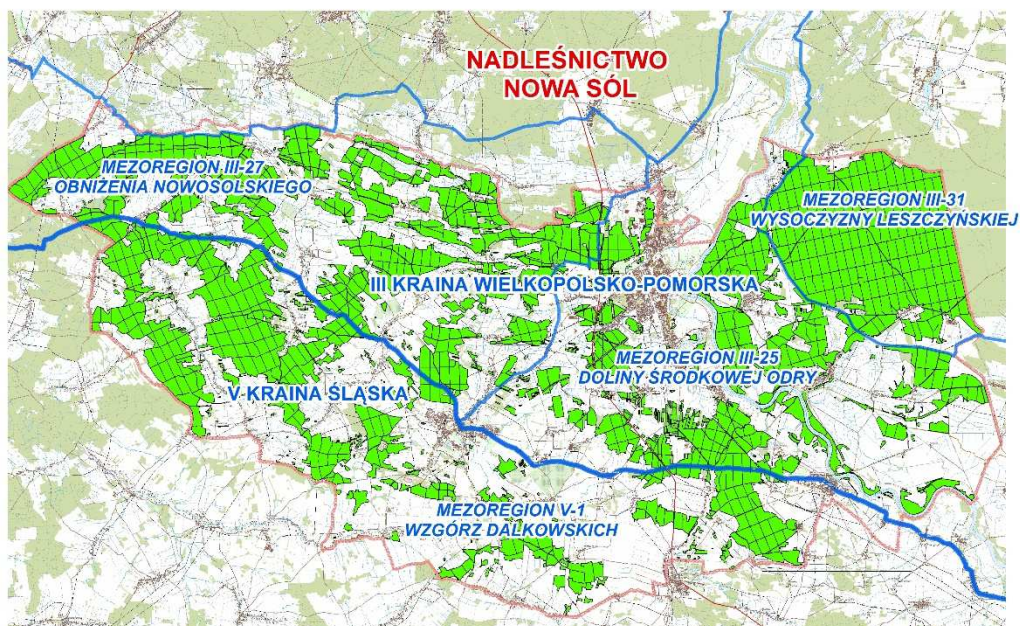 NADLEŚNICTWO
NOWA SÓL
MEZOREGION III-27
OBNIŻENIA NOWOSOLSKIEGO
MEZOREGION III-31
WYSOCZYZNY LESZCZYŃSKIEJ
III KRAINA WIELKOPOLSKO-POMORSKA
MEZOREGION III-25
DOLINY ŚRODKOWEJ ODRY
V KRAINA ŚLĄSKA
MEZOREGION V-1
WZGÓRZ DALKOWSKICH